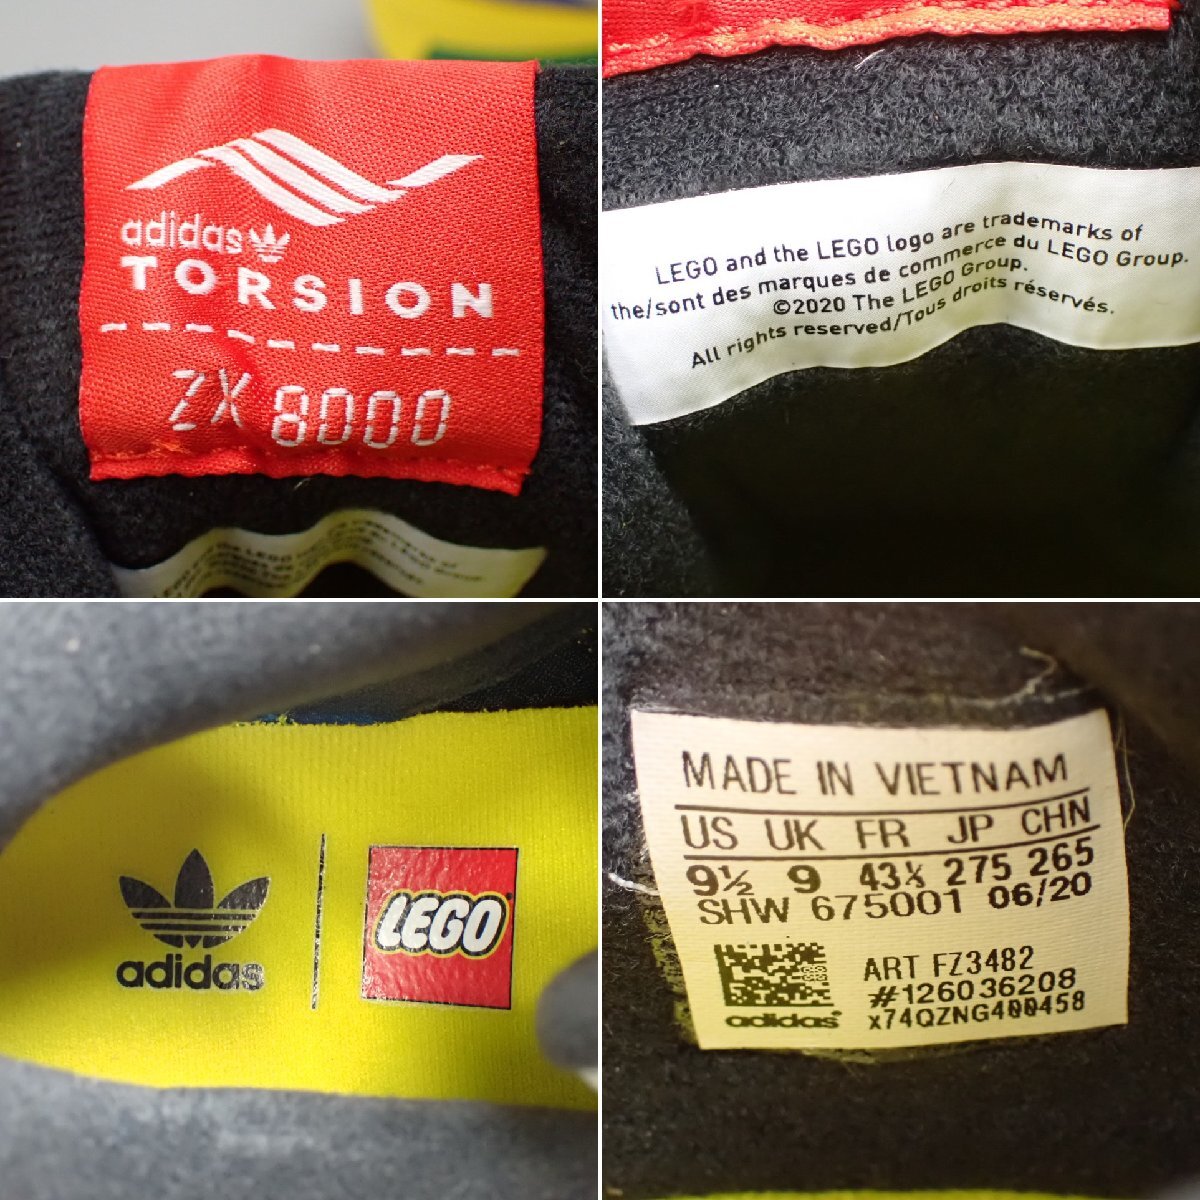 adidas
TORSION
ZX 8000
LEGO and the LEGO logo are trademarks of
the/sont des marques de commerce du LEGO Group.
©2020 The LEGO Group.
All rights reserved/Tous droits réservés.
adidas
LEGO
MADE IN VIETNAM
US UK FR JP CHN
9½ 9 43⅓ 275 265
SHW 675001 06/20
ART FZ3482
#126036208
x74QZNG400458
adidas